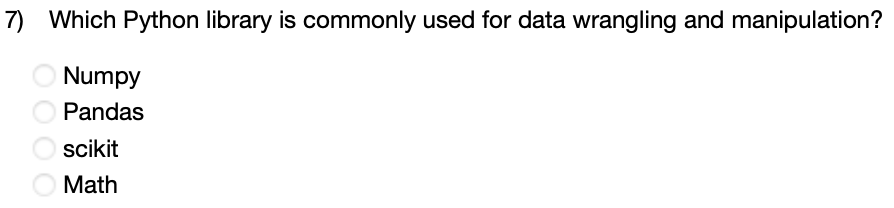 7) Which Python library is commonly used for data wrangling and manipulation?
Numpy
Pandas
scikit
Math